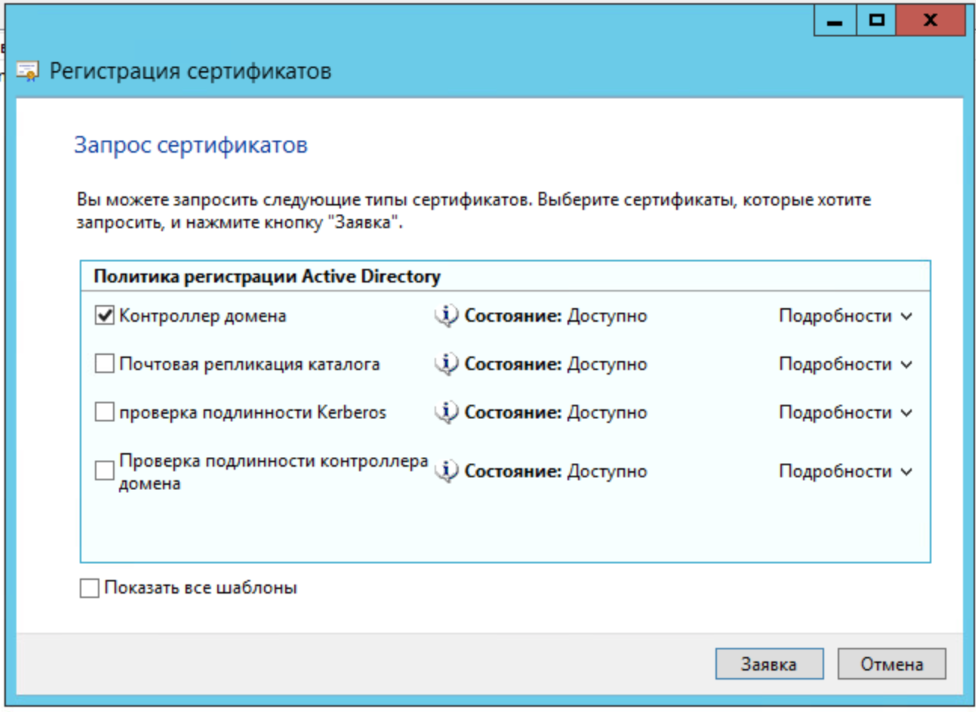 Регистрация сертификатов
Запрос сертификатов
Вы можете запросить следующие типы сертификатов. Выберите сертификаты, которые хотите
запросить, и нажмите кнопку "Заявка".
Политика регистрации Active Directory
Контроллер домена Состояние: Доступно Подробности
Почтовая репликация каталога Состояние: Доступно Подробности
проверка подлинности Kerberos Состояние: Доступно Подробности
Проверка подлинности контроллера
домена Состояние: Доступно Подробности
Показать все шаблоны
Заявка Отмена